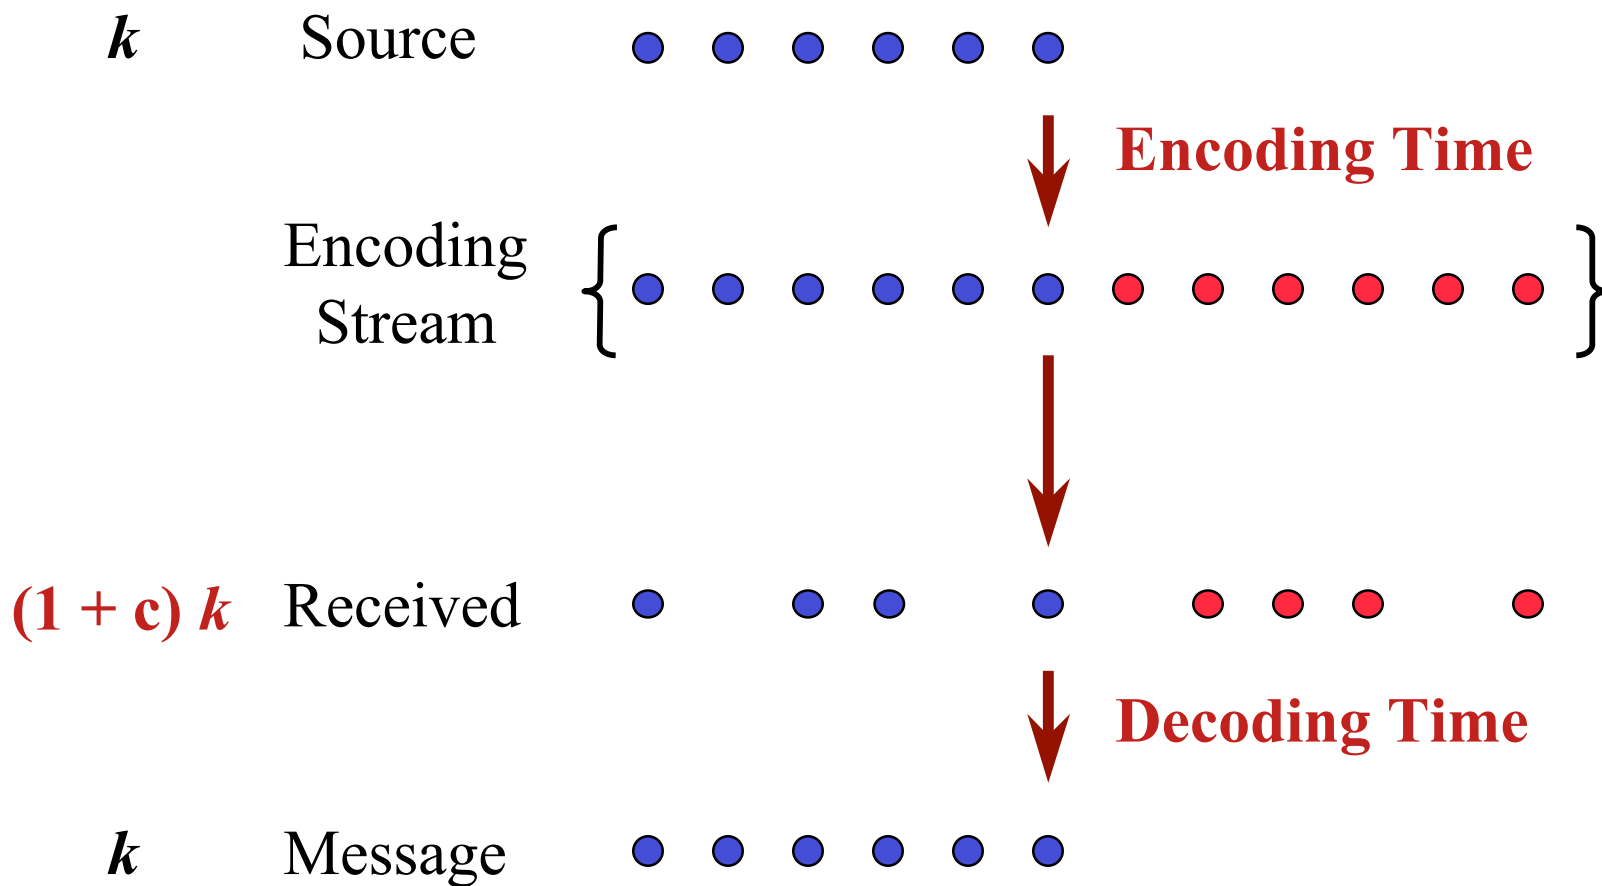 k Source
Encoding Time
Encoding
Stream
(1 + c) k Received
Decoding Time
k Message